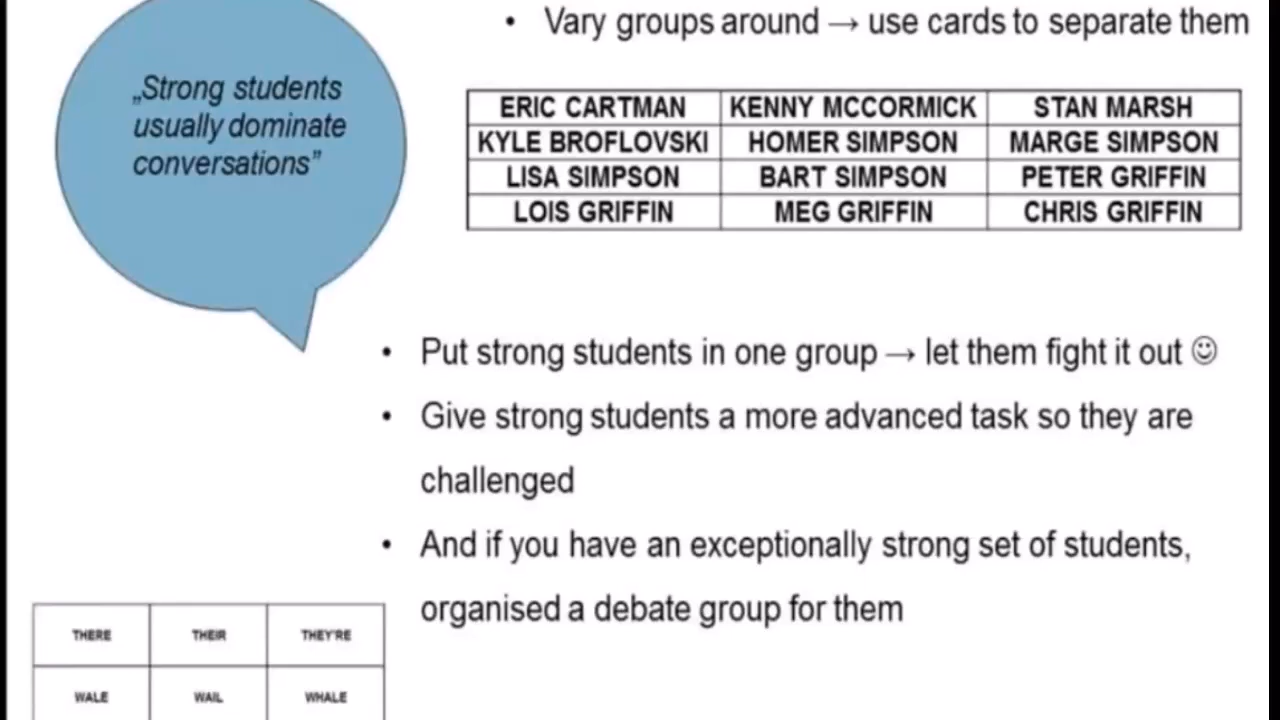 „Strong students
usually dominate
conversations”
• Vary groups around → use cards to separate them
ERIC CARTMAN KENNY MCCORMICK STAN MARSH
KYLE BROFLOVSKI HOMER SIMPSON MARGE SIMPSON
LISA SIMPSON BART SIMPSON PETER GRIFFIN
LOIS GRIFFIN MEG GRIFFIN CHRIS GRIFFIN
• Put strong students in one group → let them fight it out ☺
• Give strong students a more advanced task so they are
challenged
• And if you have an exceptionally strong set of students,
organised a debate group for them
THERE THEIR THEY'RE
WALE WAIL WHALE